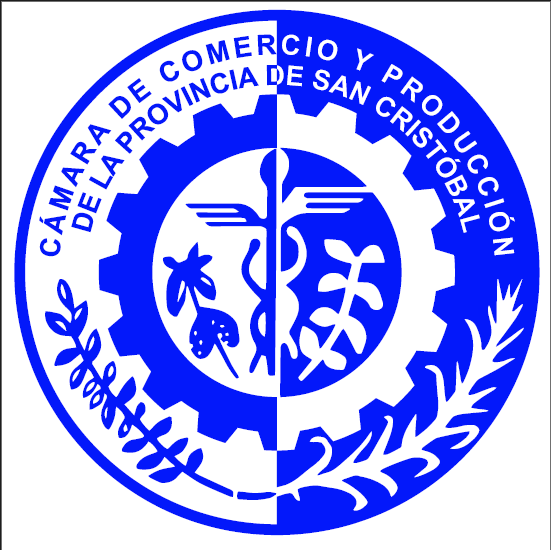 CÁMARA DE COMERCIO Y PRODUCCIÓN
DE LA PROVINCIA DE SAN CRISTÓBAL